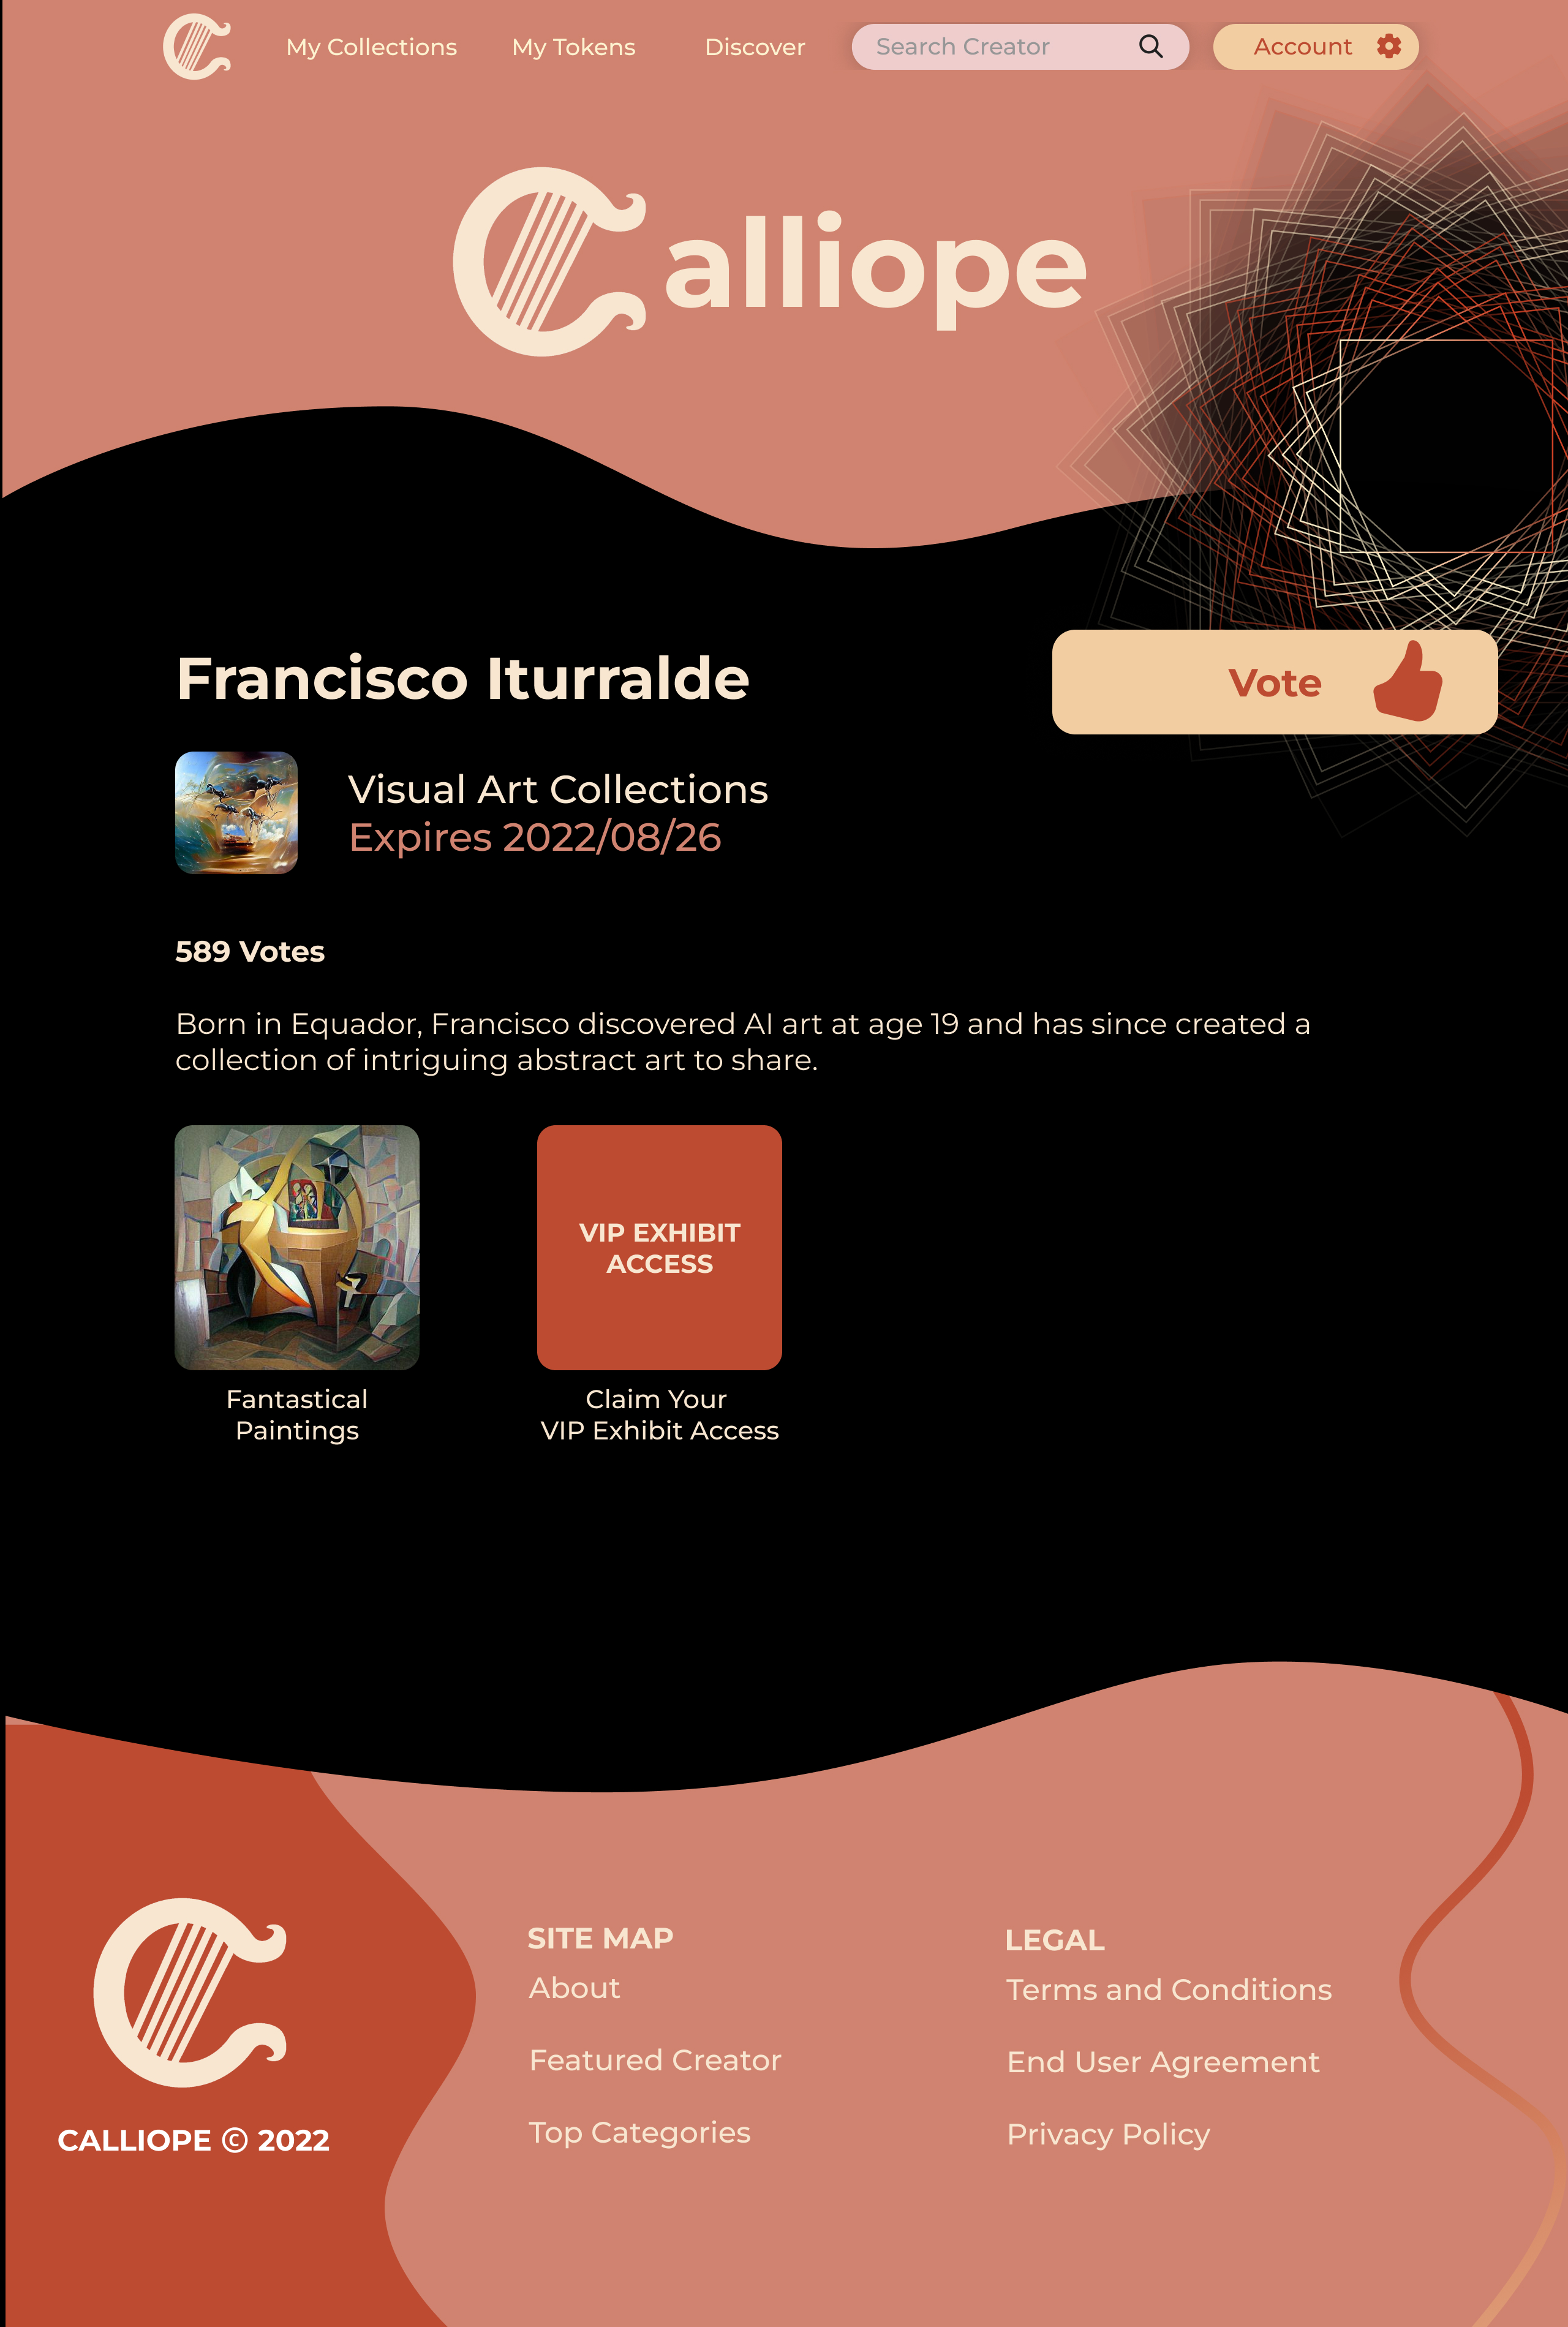 My Collections
My Tokens
Discover
Search Creator
Account
Calliope
Francisco Iturralde
Vote
Visual Art Collections
Expires 2022/08/26
589 Votes
Born in Equador, Francisco discovered AI art at age 19 and has since created a
collection of intriguing abstract art to share.
VIP EXHIBIT
ACCESS
Fantastical
Paintings
Claim Your
VIP Exhibit Access
SITE MAP
About
Featured Creator
Top Categories
LEGAL
Terms and Conditions
End User Agreement
Privacy Policy
CALLIOPE © 2022